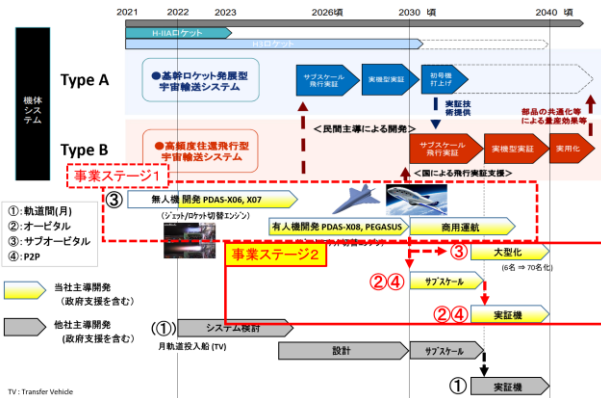 2021 2022 2023 2026頃 2030 頃 2040 頃
H-IIAロケット
H3ロケット
機体システム
Type A
●基幹ロケット発展型
宇宙輸送システム
サブスケール
飛行実証
実機型実証
初号機
打上げ
実証技
術提供
部品の共通化等
による量産効果等
<民間主導による開発>
Type B
●高頻度往還飛行型
宇宙輸送システム
サブスケール
飛行実証
実機型実証
実用化
<国による飛行実証支援>
事業ステージ1
③
無人機 開発 PDAS-X06, X07
(ジェット/ロケット切替エンジン)
有人機開発 PDAS-X08, PEGASUS
商用運航
①:軌道間(月)
②:オービタル
③:サブオービタル
④:P2P
事業ステージ2
③
大型化
(6名 ⇒ 70名化)
②④
サブスケール
②④
実証機
当社主導開発
(政府支援を含む)
他社主導開発
(政府支援を含む)
(①)
システム検討
月軌道投入船 (TV)
設計
サブスケール
①
実証機
TV : Transfer Vehicle